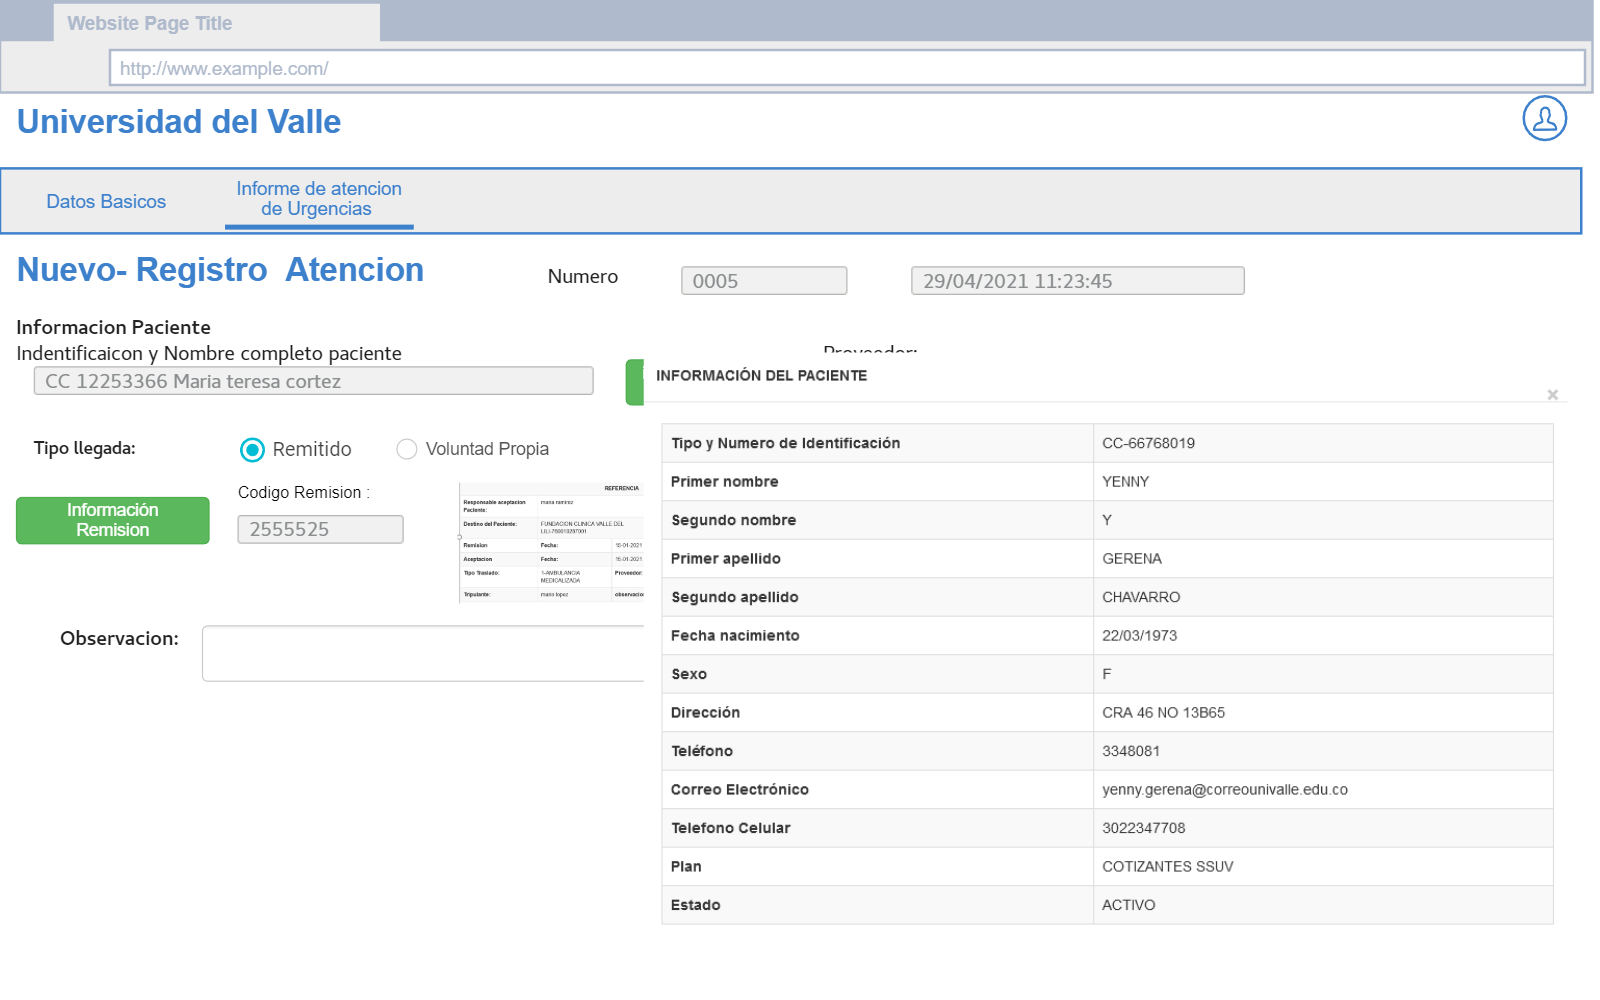 Website Page Title
http://www.example.com/
Universidad del Valle
Datos Basicos
Informe de atencion
de Urgencias
Nuevo- Registro Atencion
Numero
0005
29/04/2021 11:23:45
Informacion Paciente
Indentificaicon y Nombre completo paciente
Proveedor:
CC 12253366 Maria teresa cortez
Tipo llegada:
Remitido
Voluntad Propia
Información
Remision
Codigo Remision :
2555525
REFERENCIA
Responsable aceptacion
Paciente:
maria ramirez
Destino del Paciente:
FUNDACION CLINICA VALLE DEL
Remision
Fecha:
15-01-2021
Aceptacion
Fecha:
15-01-2021
Tipo Traslado:
1-AMBULANCIA
MEDICALIZADA
Proveedor:
Tripulante:
mario lopez
Observacion:
INFORMACIÓN DEL PACIENTE
×
Tipo y Numero de Identificación
CC-66768019
Primer nombre
YENNY
Segundo nombre
Y
Primer apellido
GERENA
Segundo apellido
CHAVARRO
Fecha nacimiento
22/03/1973
Sexo
F
Dirección
CRA 46 NO 13B65
Teléfono
3348081
Correo Electrónico
yenny.gerena@correounivalle.edu.co
Telefono Celular
3022347708
Plan
COTIZANTES SSUV
Estado
ACTIVO